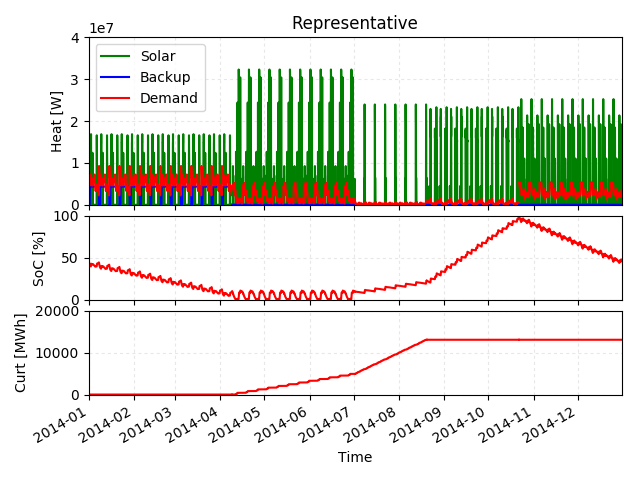 Representative
1e7
4
3
2
1
0
Heat [W]
Solar
Backup
Demand
100
50
0
SoC [%]
20000
10000
0
Curt [MWh]
2014-01
2014-02
2014-03
2014-04
2014-05
2014-06
2014-07
2014-08
2014-09
2014-10
2014-11
2014-12
Time